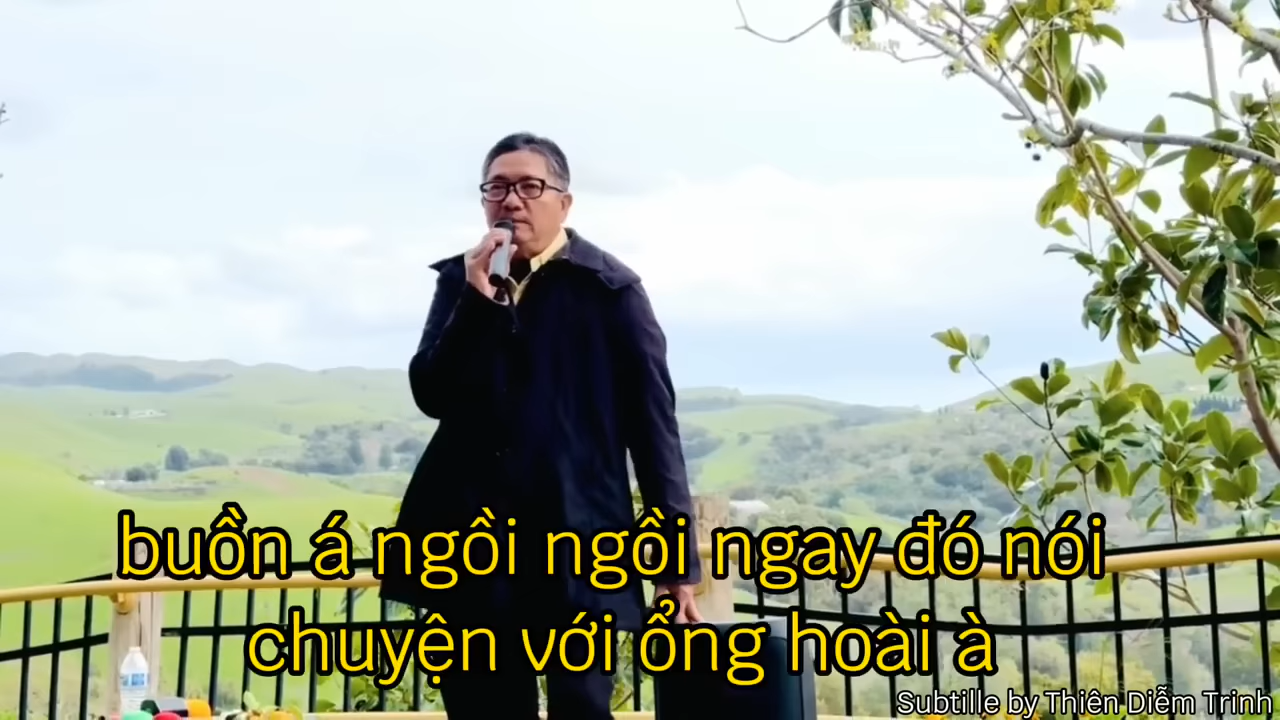 buồn á ngồi ngồi ngay đó nói
chuyện với ổng hoài à
Subtille by Thiên Diễm Trinh